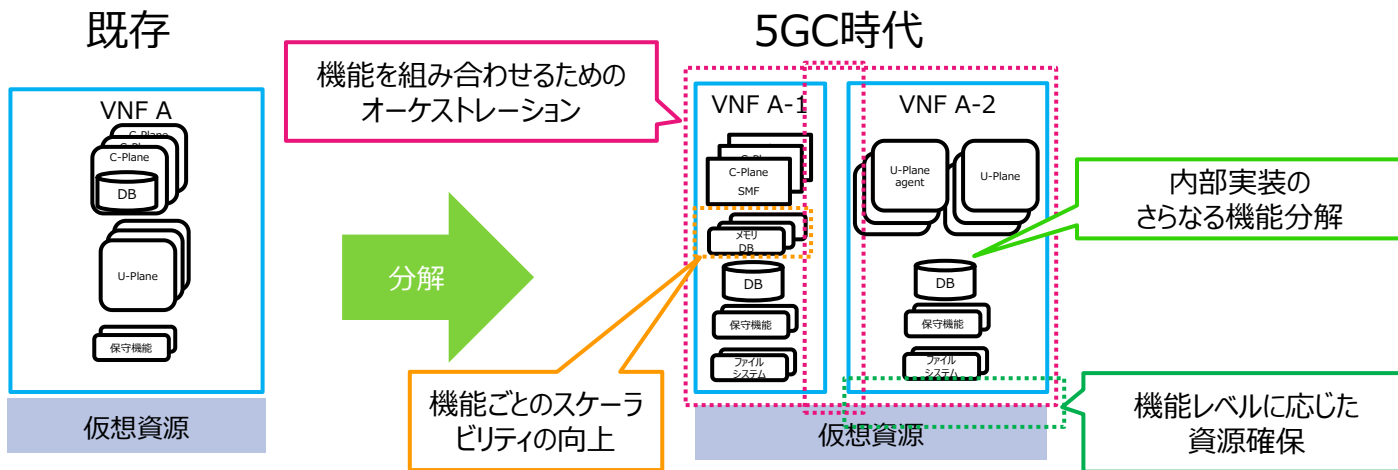 既存
VNF A
C-Plane
C-Plane
C-Plane
DB
U-Plane
保守機能
仮想資源
分解
5GC時代
機能を組み合わせるための
オーケストレーション
VNF A-1
C-Plane
C-Plane
SMF
メモリ
DB
DB
保守機能
ファイル
システム
VNF A-2
U-Plane
agent
U-Plane
DB
保守機能
ファイル
システム
仮想資源
機能ごとのスケーラ
ビリティの向上
内部実装の
さらなる機能分解
機能レベルに応じた
資源確保